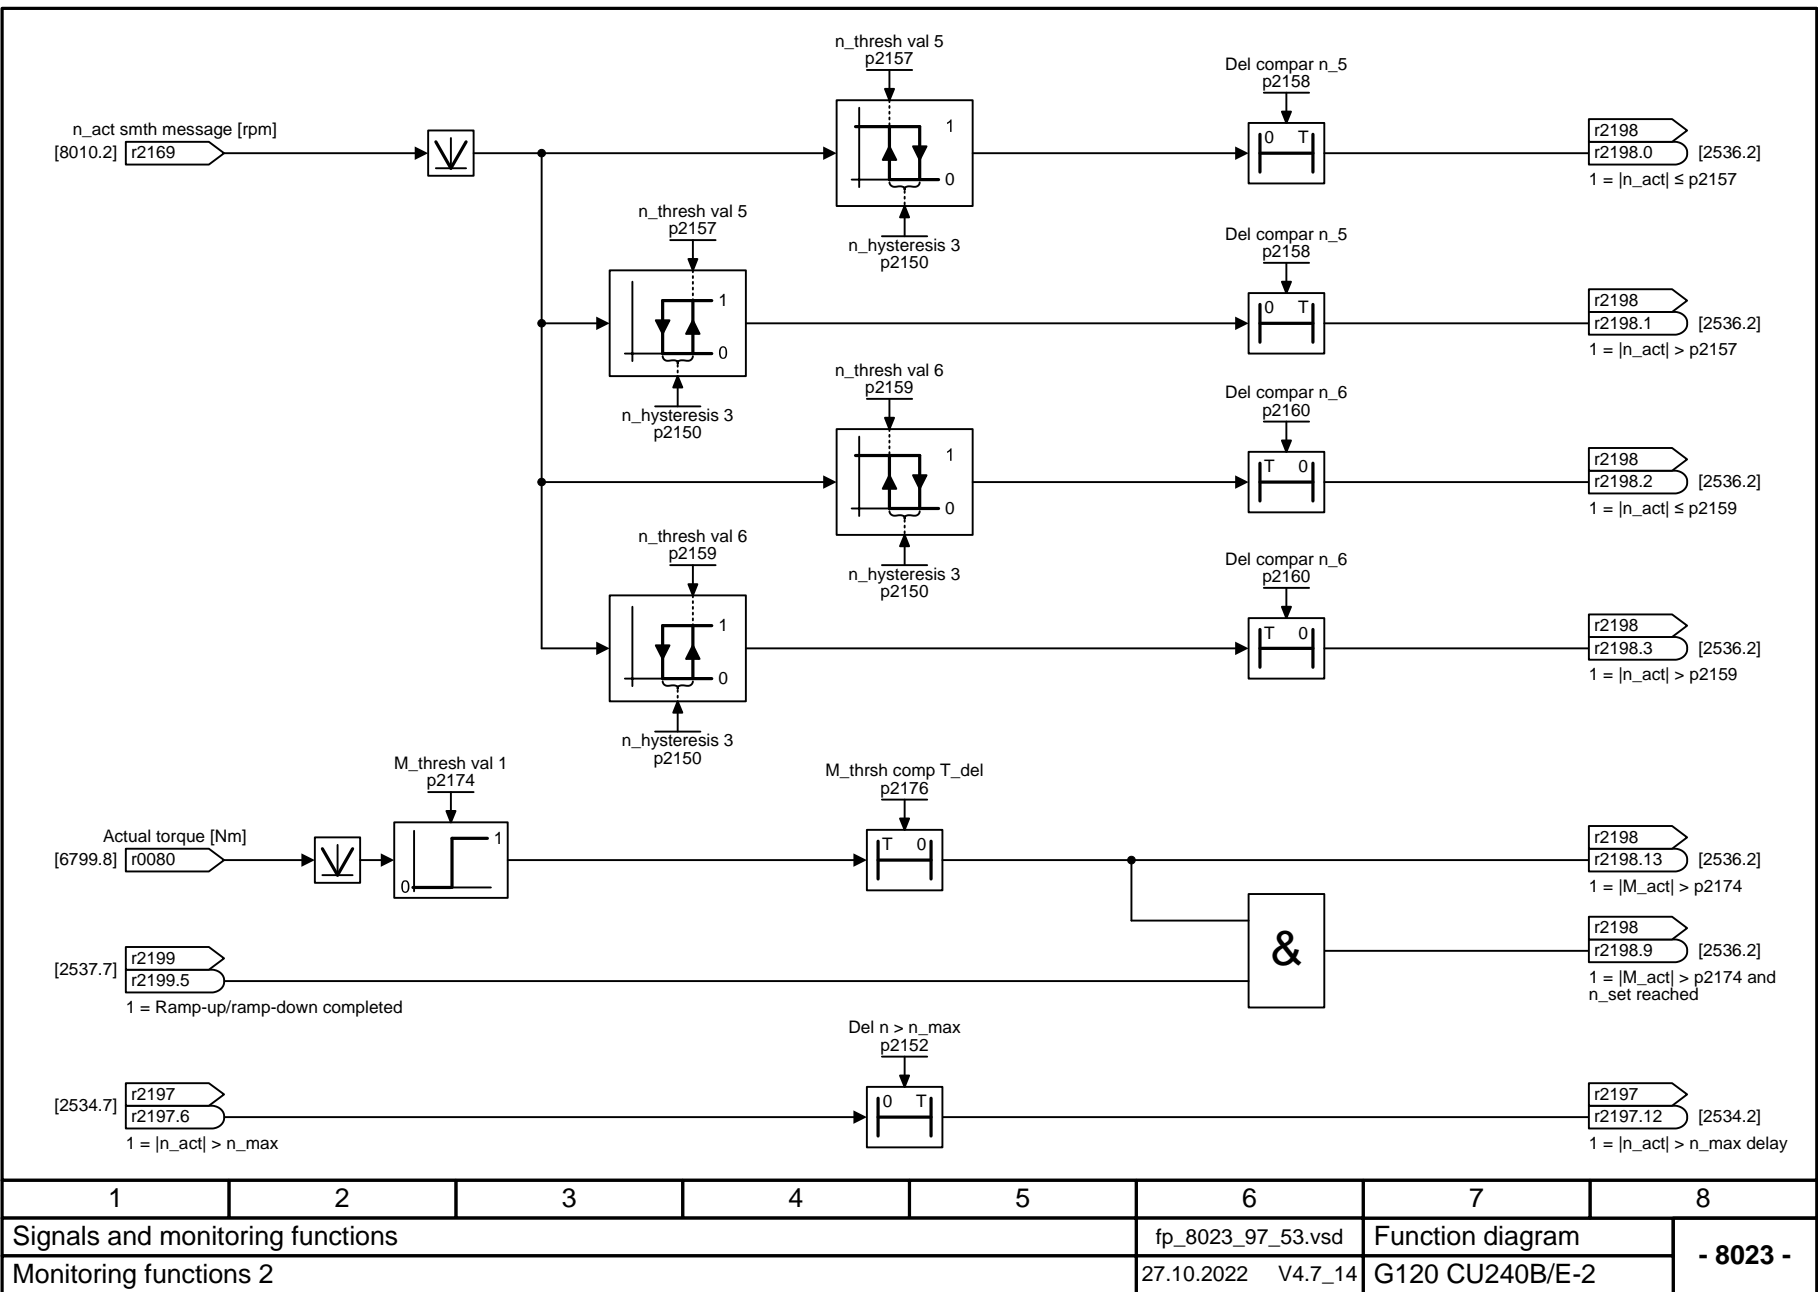 n_thresh val 5
p2157
Del compar n_5
p2158
n_act smth message [rpm]
[8010.2] r2169
1
0
0 T
r2198
r2198.0 [2536.2]
1 = |n_act| ≤ p2157
n_hysteresis 3
p2150
n_thresh val 5
p2157
Del compar n_5
p2158
1
0
0 T
r2198
r2198.1 [2536.2]
1 = |n_act| > p2157
n_hysteresis 3
p2150
n_thresh val 6
p2159
Del compar n_6
p2160
1
0
T 0
r2198
r2198.2 [2536.2]
1 = |n_act| ≤ p2159
n_hysteresis 3
p2150
n_thresh val 6
p2159
Del compar n_6
p2160
1
0
T 0
r2198
r2198.3 [2536.2]
1 = |n_act| > p2159
n_hysteresis 3
p2150
M_thresh val 1
p2174
M_thrsh comp T_del
p2176
Actual torque [Nm]
[6799.8] r0080
1
0
T 0
r2198
r2198.13 [2536.2]
1 = |M_act| > p2174
&
r2198
r2198.9 [2536.2]
1 = |M_act| > p2174 and
n_set reached
[2537.7] r2199
r2199.5
1 = Ramp-up/ramp-down completed
Del n > n_max
p2152
[2534.7] r2197
r2197.6
1 = |n_act| > n_max
0 T
r2197
r2197.12 [2534.2]
1 = |n_act| > n_max delay
1 2 3 4 5 6 7 8
Signals and monitoring functions fp_8023_97_53.vsd Function diagram
- 8023 -
Monitoring functions 2 27.10.2022 V4.7_14 G120 CU240B/E-2